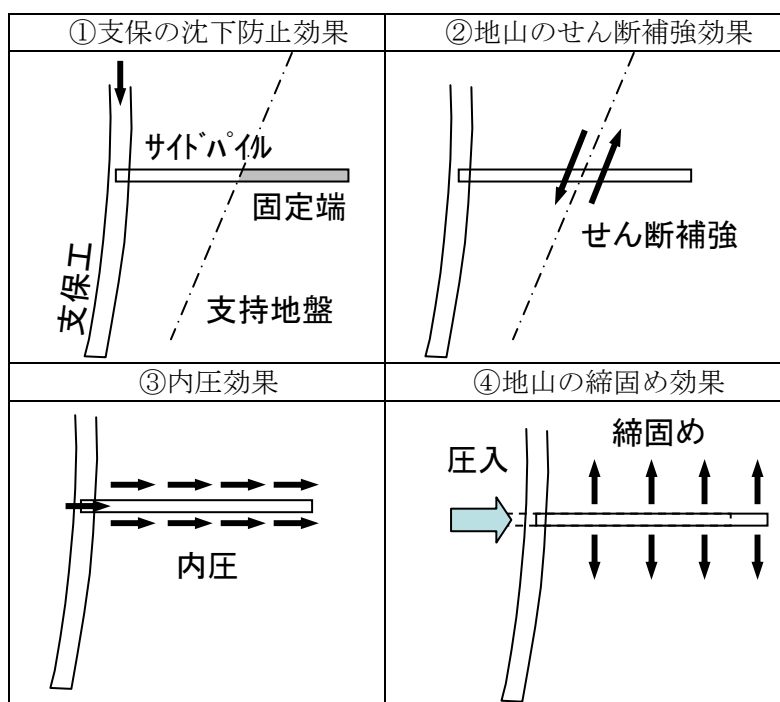 ①支保の沈下防止効果
②地山のせん断補強効果
サイドパイル
固定端
支保工
支持地盤
せん断補強
③内圧効果
④地山の締固め効果
内圧
圧入
締固め